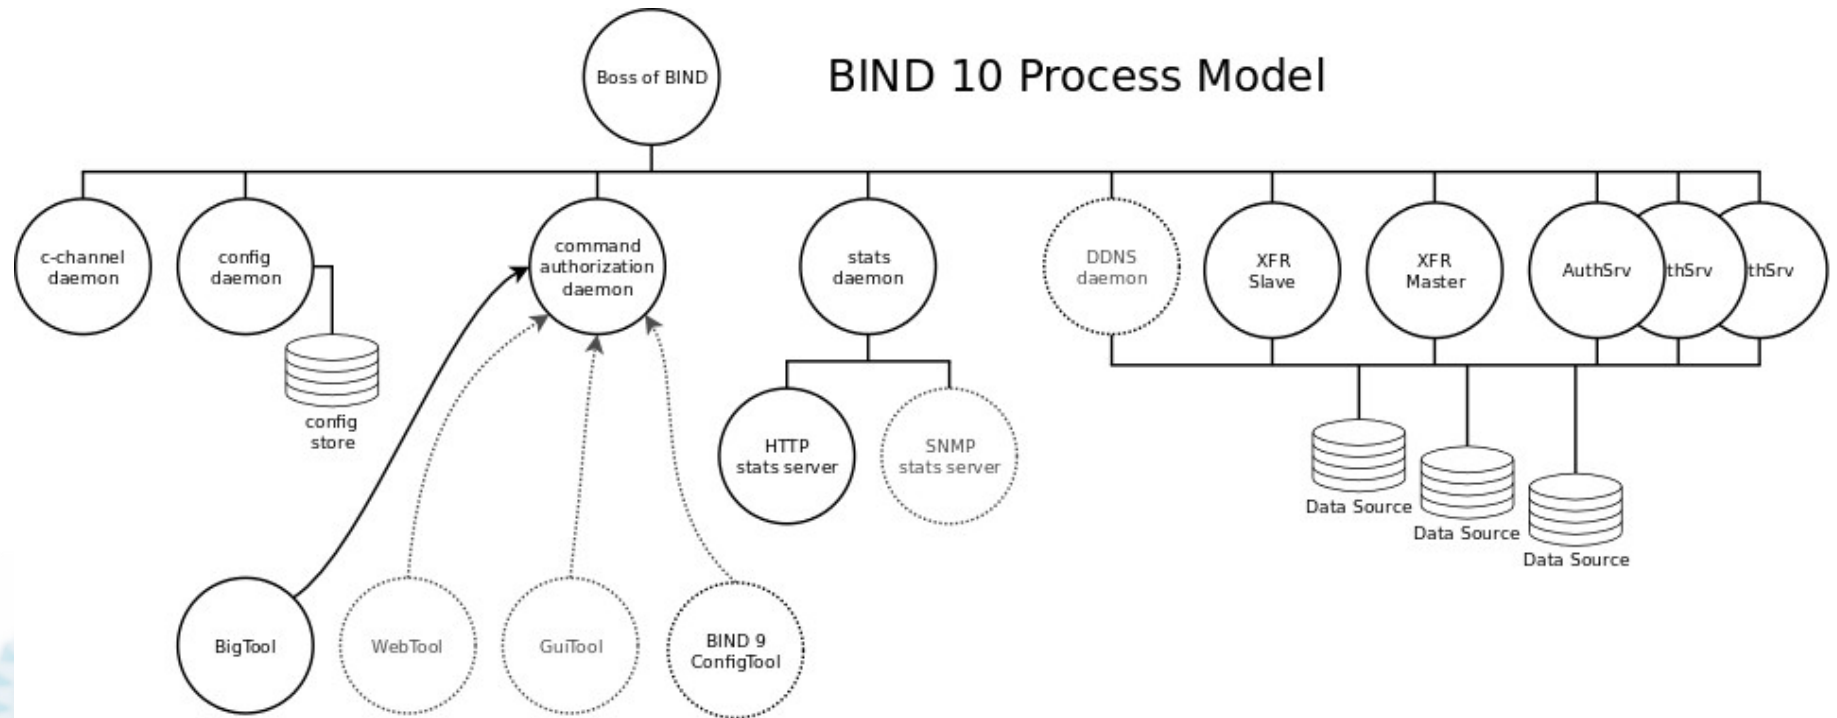 Boss of BIND
BIND 10 Process Model
c-channel
daemon
config
daemon
command
authorization
daemon
stats
daemon
DDNS
daemon
XFR
Slave
XFR
Master
AuthSrv
thSrv
thSrv
config
store
HTTP
stats server
SNMP
stats server
Data Source
Data Source
Data Source
BigTool
WebTool
GuiTool
BIND 9
ConfigTool